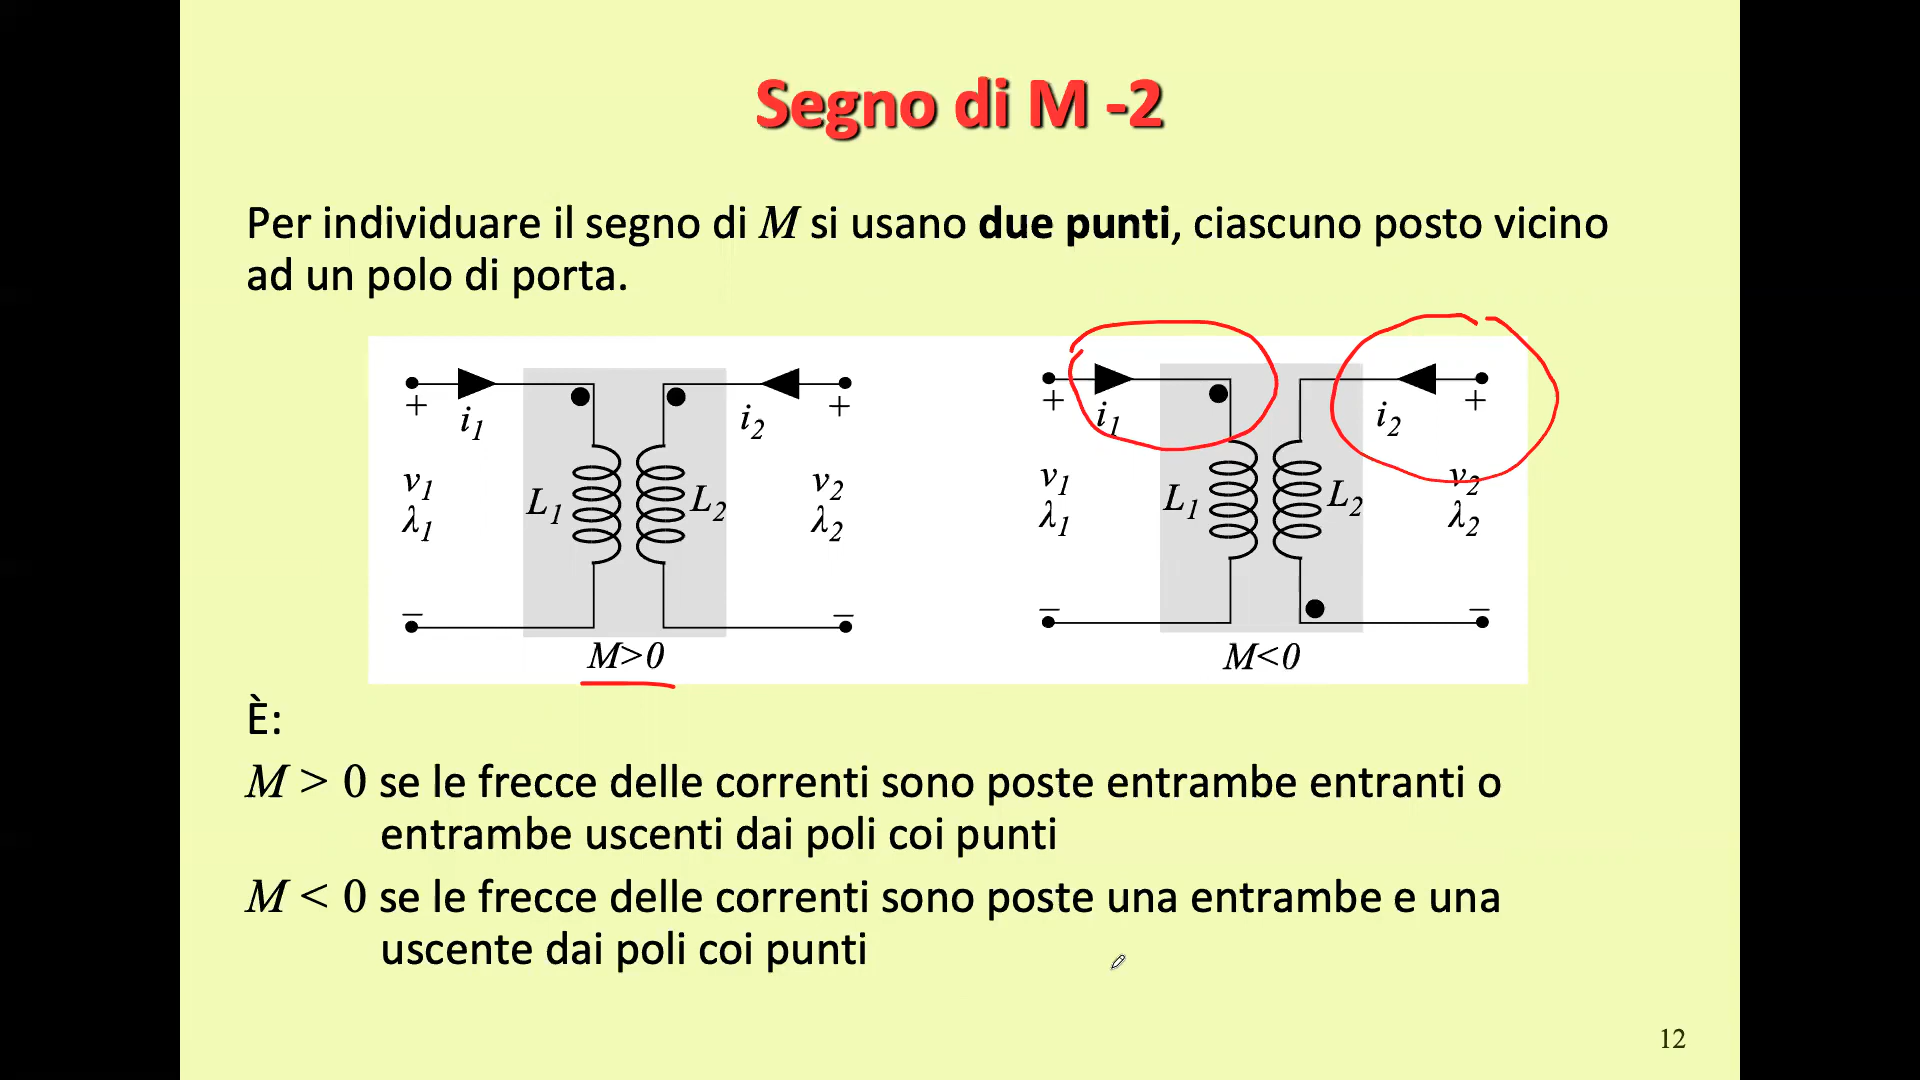 Segno di M -2
Per individuare il segno di M si usano due punti, ciascuno posto vicino
ad un polo di porta.
+ i1 i2 +
v1 λ1 L1 L2 v2 λ2
– –
M>0
+ i1 i2 +
v1 λ1 L1 L2 v2 λ2
– –
M<0
È:
M > 0 se le frecce delle correnti sono poste entrambe entranti o
entrambe uscenti dai poli coi punti
M < 0 se le frecce delle correnti sono poste una entrambe e una
uscente dai poli coi punti
12